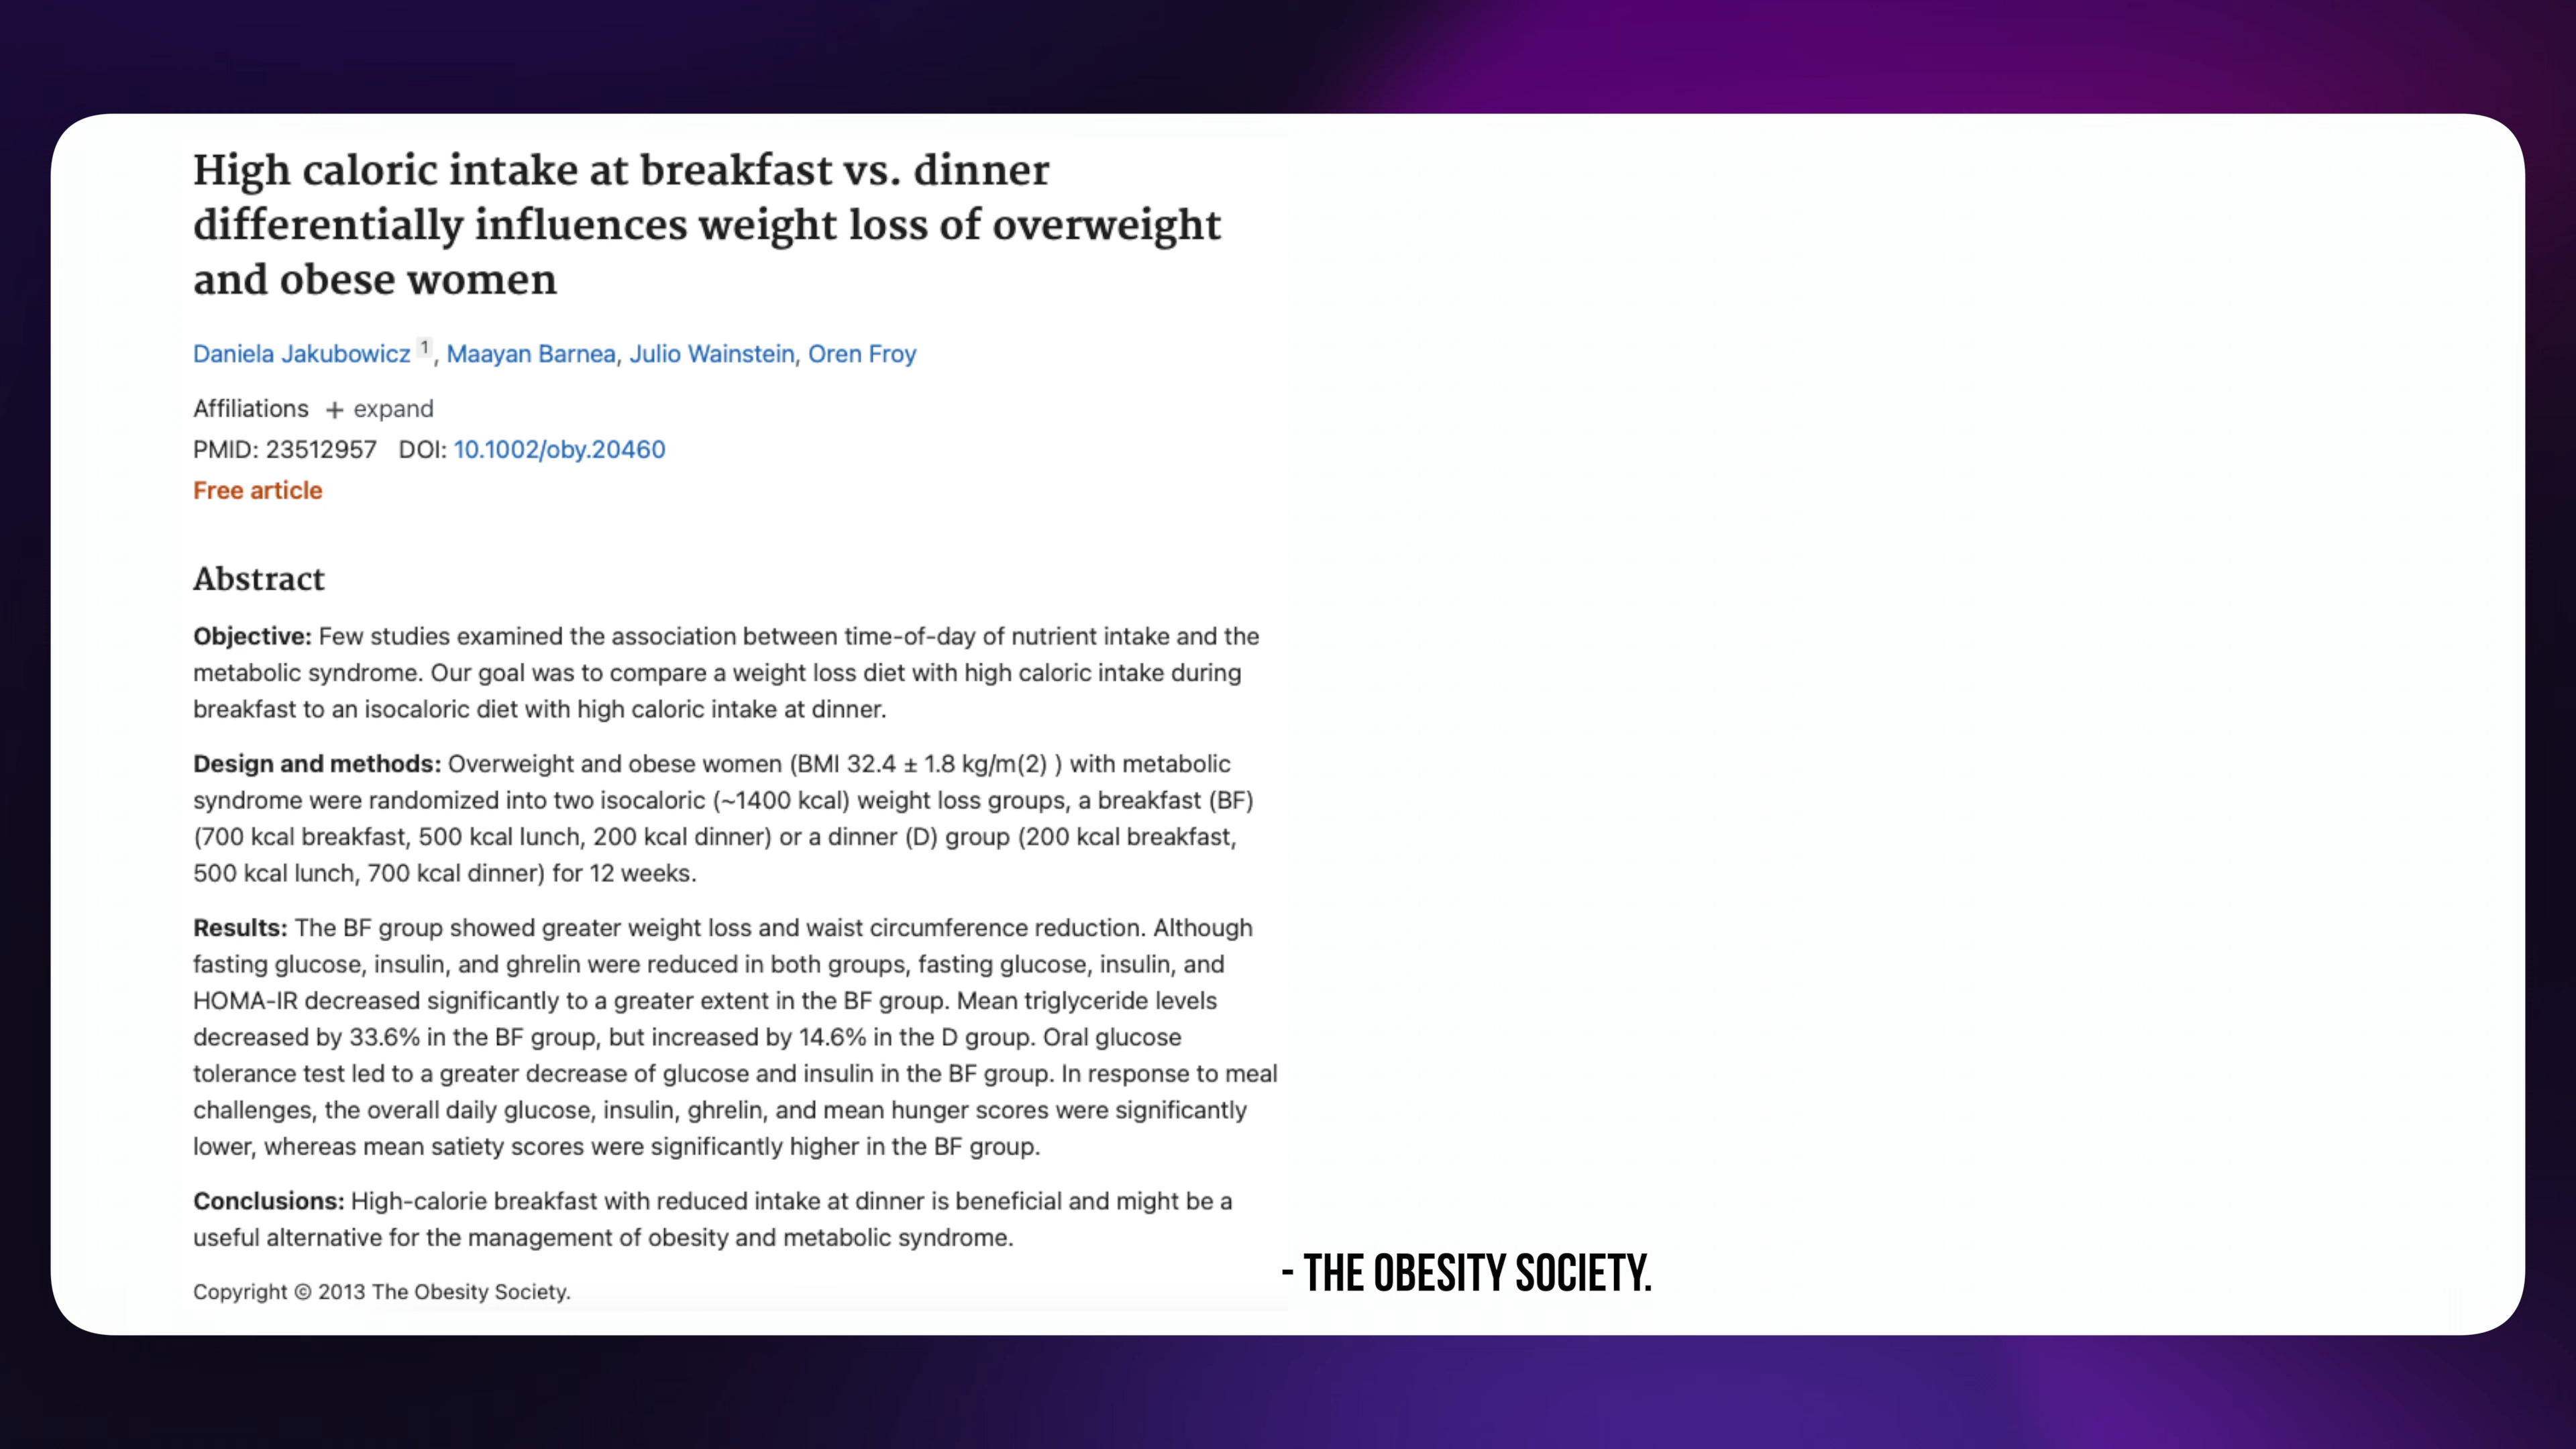 High caloric intake at breakfast vs. dinner
differentially influences weight loss of overweight
and obese women
Daniela Jakubowicz 1, Maayan Barnea, Julio Wainstein, Oren Froy
Affiliations + expand
PMID: 23512957 DOI: 10.1002/oby.20460
Free article
Abstract
Objective: Few studies examined the association between time-of-day of nutrient intake and the
metabolic syndrome. Our goal was to compare a weight loss diet with high caloric intake during
breakfast to an isocaloric diet with high caloric intake at dinner.
Design and methods: Overweight and obese women (BMI 32.4 ± 1.8 kg/m(2) ) with metabolic
syndrome were randomized into two isocaloric (~1400 kcal) weight loss groups, a breakfast (BF)
(700 kcal breakfast, 500 kcal lunch, 200 kcal dinner) or a dinner (D) group (200 kcal breakfast,
500 kcal lunch, 700 kcal dinner) for 12 weeks.
Results: The BF group showed greater weight loss and waist circumference reduction. Although
fasting glucose, insulin, and ghrelin were reduced in both groups, fasting glucose, insulin, and
HOMA-IR decreased significantly to a greater extent in the BF group. Mean triglyceride levels
decreased by 33.6% in the BF group, but increased by 14.6% in the D group. Oral glucose
tolerance test led to a greater decrease of glucose and insulin in the BF group. In response to meal
challenges, the overall daily glucose, insulin, ghrelin, and mean hunger scores were significantly
lower, whereas mean satiety scores were significantly higher in the BF group.
Conclusions: High-calorie breakfast with reduced intake at dinner is beneficial and might be a
useful alternative for the management of obesity and metabolic syndrome.
- THE OBESITY SOCIETY.
Copyright © 2013 The Obesity Society.